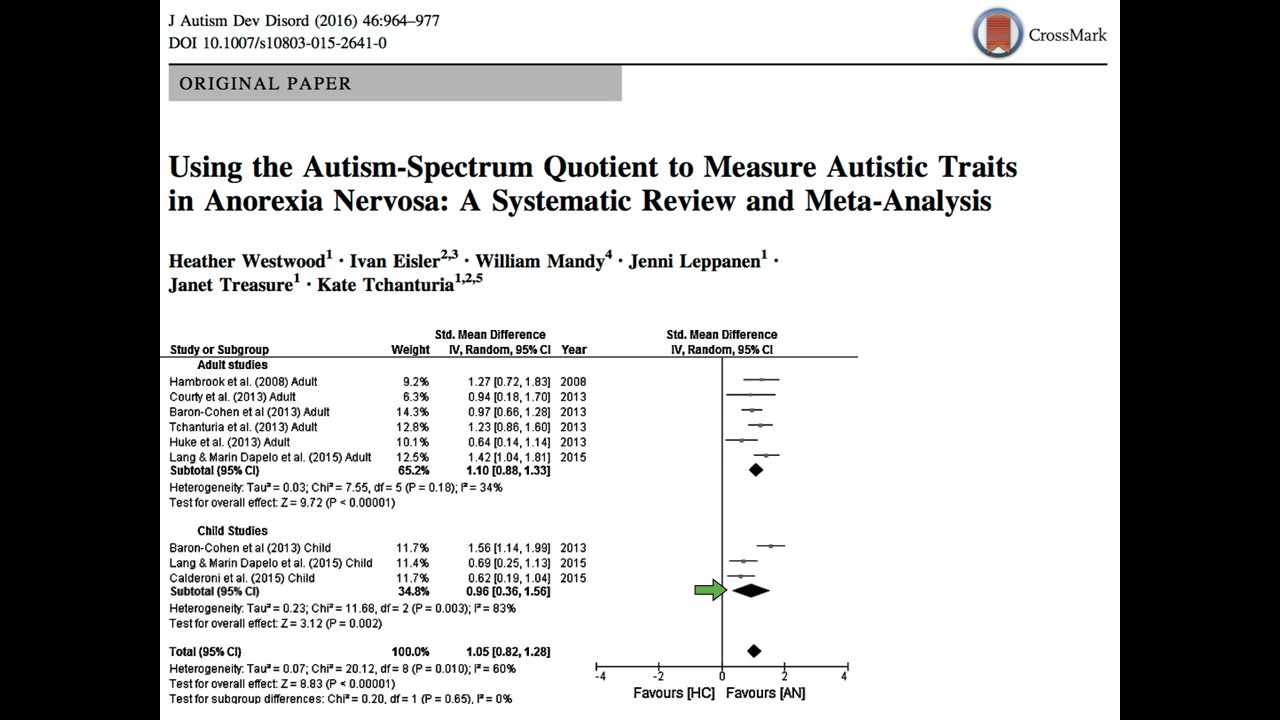 J Autism Dev Disord (2016) 46:964–977
DOI 10.1007/s10803-015-2641-0
CrossMark
ORIGINAL PAPER
Using the Autism-Spectrum Quotient to Measure Autistic Traits
in Anorexia Nervosa: A Systematic Review and Meta-Analysis
Heather Westwood1 · Ivan Eisler2,3 · William Mandy4 · Jenni Leppanen1 ·
Janet Treasure1 · Kate Tchanturia1,2,5
Std. Mean Difference Std. Mean Difference
Study or Subgroup Weight IV, Random, 95% CI Year IV, Random, 95% CI
Adult studies
Hambrook et al. (2008) Adult 9.2% 1.27 [0.72, 1.83] 2008
Courty et al. (2013) Adult 6.3% 0.94 [0.18, 1.70] 2013
Baron-Cohen et al (2013) Adult 14.3% 0.97 [0.66, 1.28] 2013
Tchanturia et al. (2013) Adult 12.8% 1.23 [0.86, 1.60] 2013
Huke et al. (2013) Adult 10.1% 0.64 [0.14, 1.14] 2013
Lang & Marin Dapelo et al. (2015) Adult 12.5% 1.42 [1.04, 1.81] 2015
Subtotal (95% CI) 65.2% 1.10 [0.88, 1.33]
Heterogeneity: Tau² = 0.03; Chi² = 7.55, df = 5 (P = 0.18); I² = 34%
Test for overall effect: Z = 9.72 (P < 0.00001)
Child Studies
Baron-Cohen et al (2013) Child 11.7% 1.56 [1.14, 1.99] 2013
Lang & Marin Dapelo et al. (2015) Child 11.4% 0.69 [0.25, 1.13] 2015
Calderoni et al. (2015) Child 11.7% 0.62 [0.19, 1.04] 2015
Subtotal (95% CI) 34.8% 0.96 [0.36, 1.56]
Heterogeneity: Tau² = 0.23; Chi² = 11.68, df = 2 (P = 0.003); I² = 83%
Test for overall effect: Z = 3.12 (P = 0.002)
Total (95% CI) 100.0% 1.05 [0.82, 1.28]
Heterogeneity: Tau² = 0.07; Chi² = 20.12, df = 8 (P = 0.010); I² = 60%
-4 -2 0 2 4
Test for overall effect: Z = 8.83 (P < 0.00001)
Favours [HC] Favours [AN]
Test for subgroup differences: Chi² = 0.20, df = 1 (P = 0.65), I² = 0%